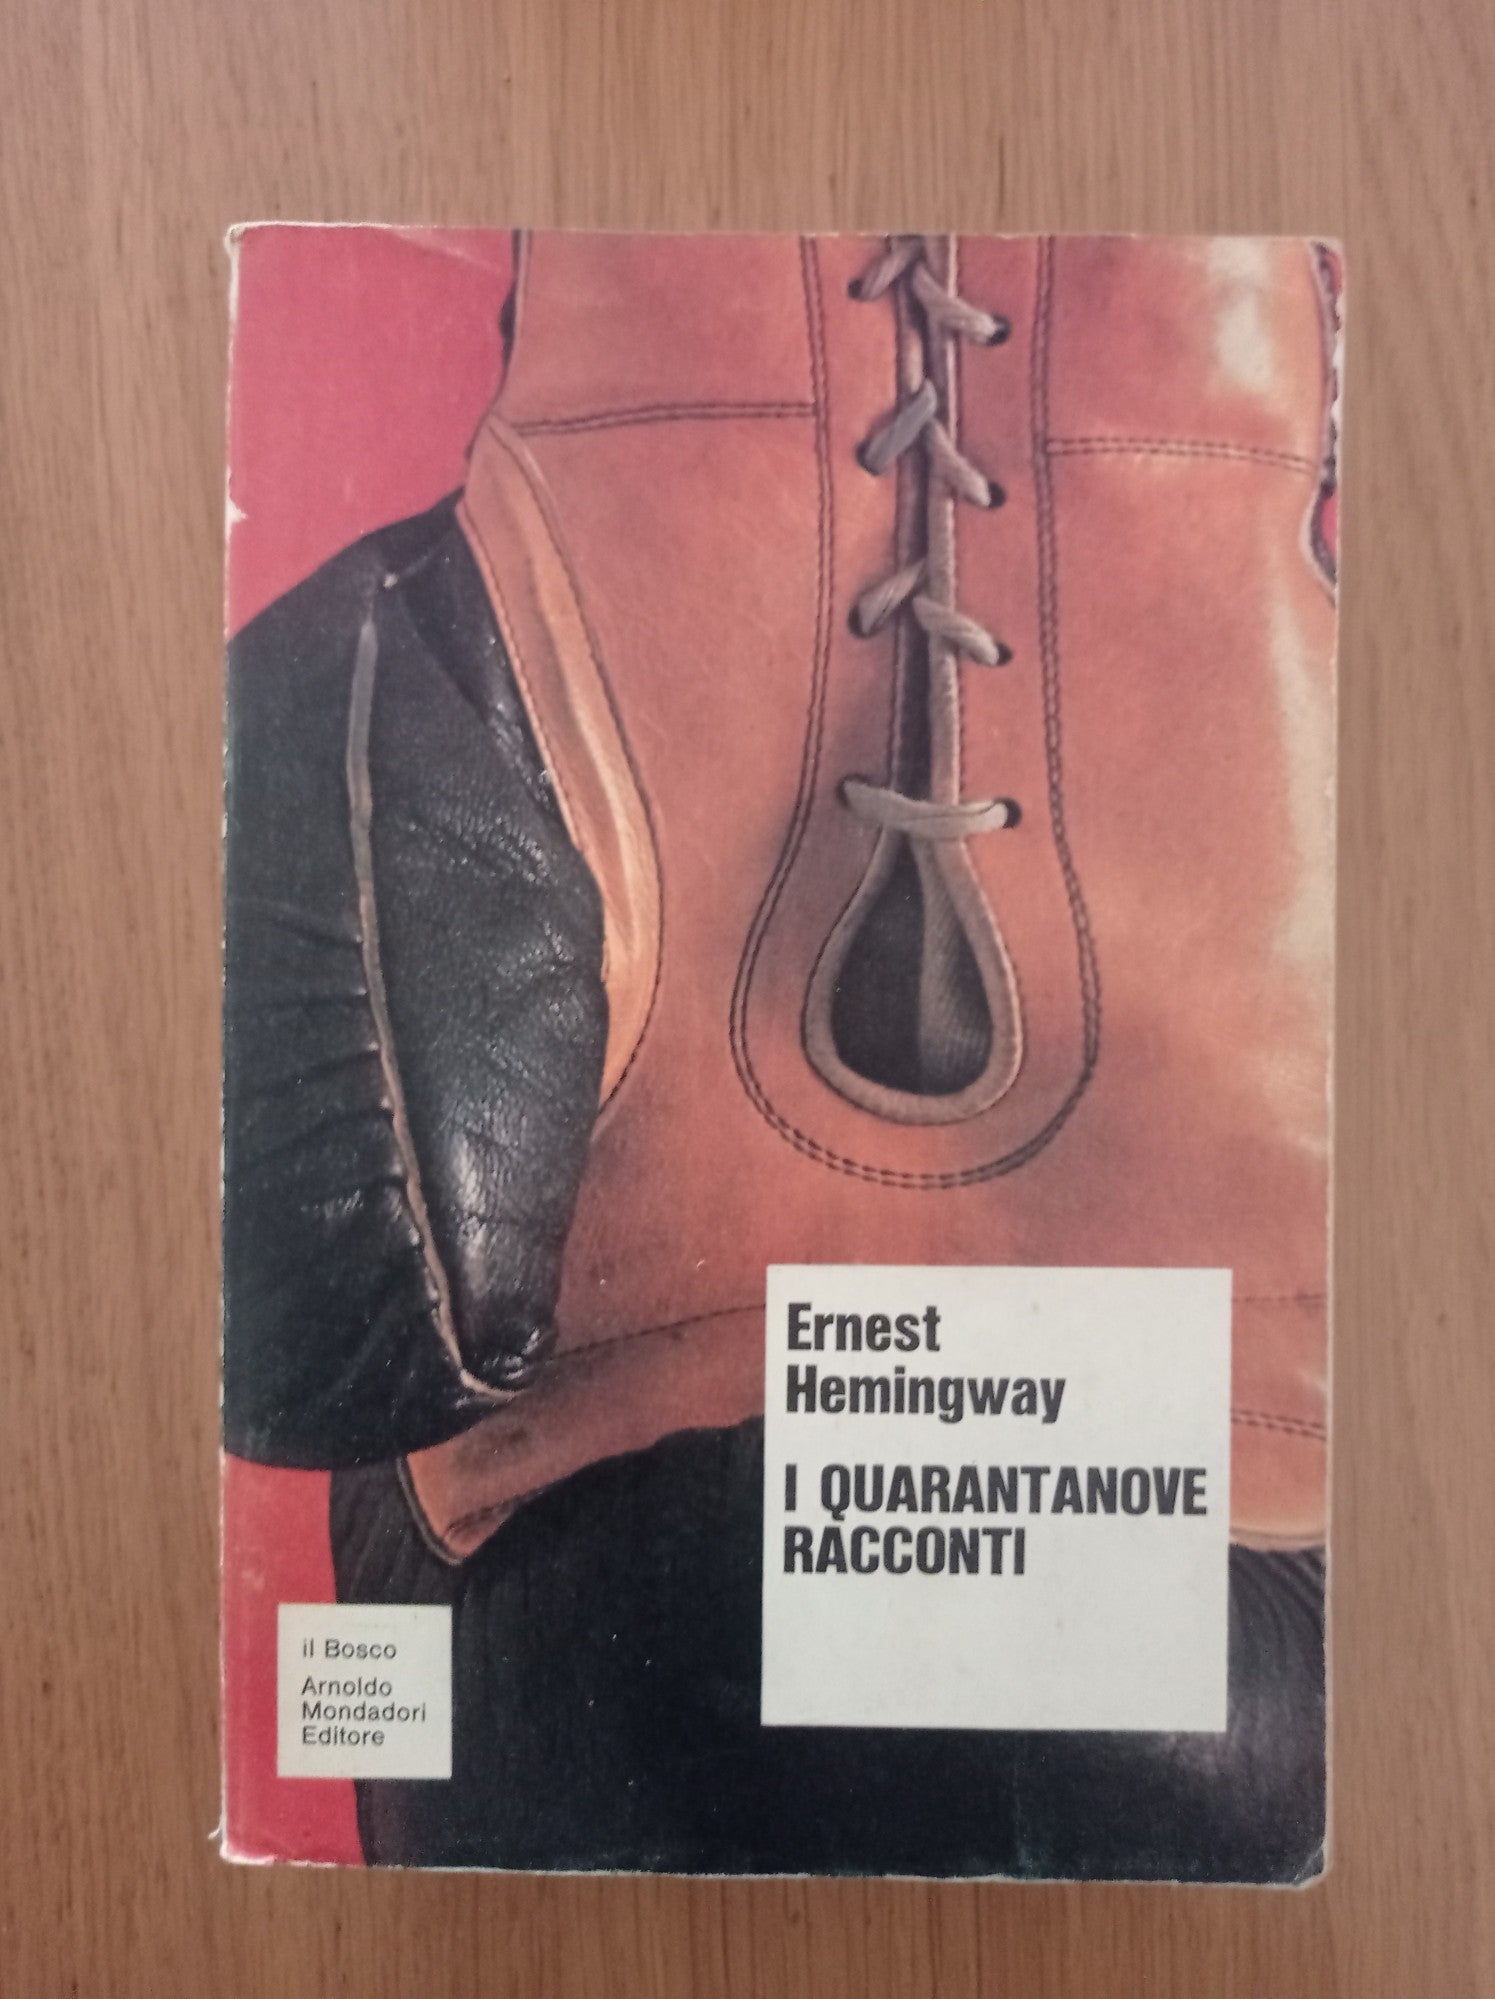 Ernest
Hemingway
I QUARANTANOVE
RACCONTI
il Bosco
Arnoldo
Mondadori
Editore